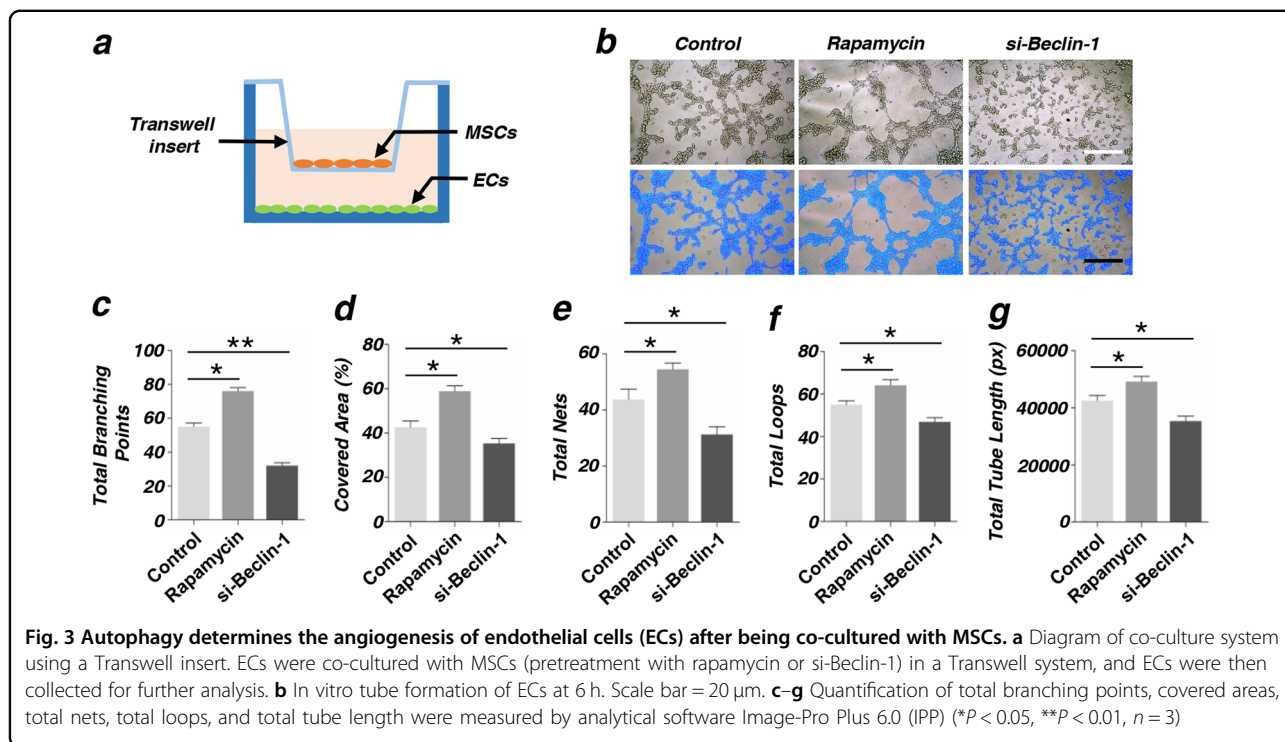 a
Transwell
insert
MSCs
ECs
b
Control
Rapamycin
si-Beclin-1
c
Total Branching
Points
100
80
60
40
20
0
**
*
Control
Rapamycin
si-Beclin-1
d
Covered Area (%)
80
60
40
20
0
*
*
Control
Rapamycin
si-Beclin-1
e
Total Nets
60
40
20
0
*
*
Control
Rapamycin
si-Beclin-1
f
Total Loops
80
60
40
20
0
*
*
Control
Rapamycin
si-Beclin-1
g
Total Tube Length (px)
60000
40000
20000
0
*
*
Control
Rapamycin
si-Beclin-1
Fig. 3 Autophagy determines the angiogenesis of endothelial cells (ECs) after being co-cultured with MSCs. a Diagram of co-culture system
using a Transwell insert. ECs were co-cultured with MSCs (pretreatment with rapamycin or si-Beclin-1) in a Transwell system, and ECs were then
collected for further analysis. b In vitro tube formation of ECs at 6 h. Scale bar = 20 μm. c–g Quantification of total branching points, covered areas,
total nets, total loops, and total tube length were measured by analytical software Image-Pro Plus 6.0 (IPP) (*P < 0.05, **P < 0.01, n = 3)